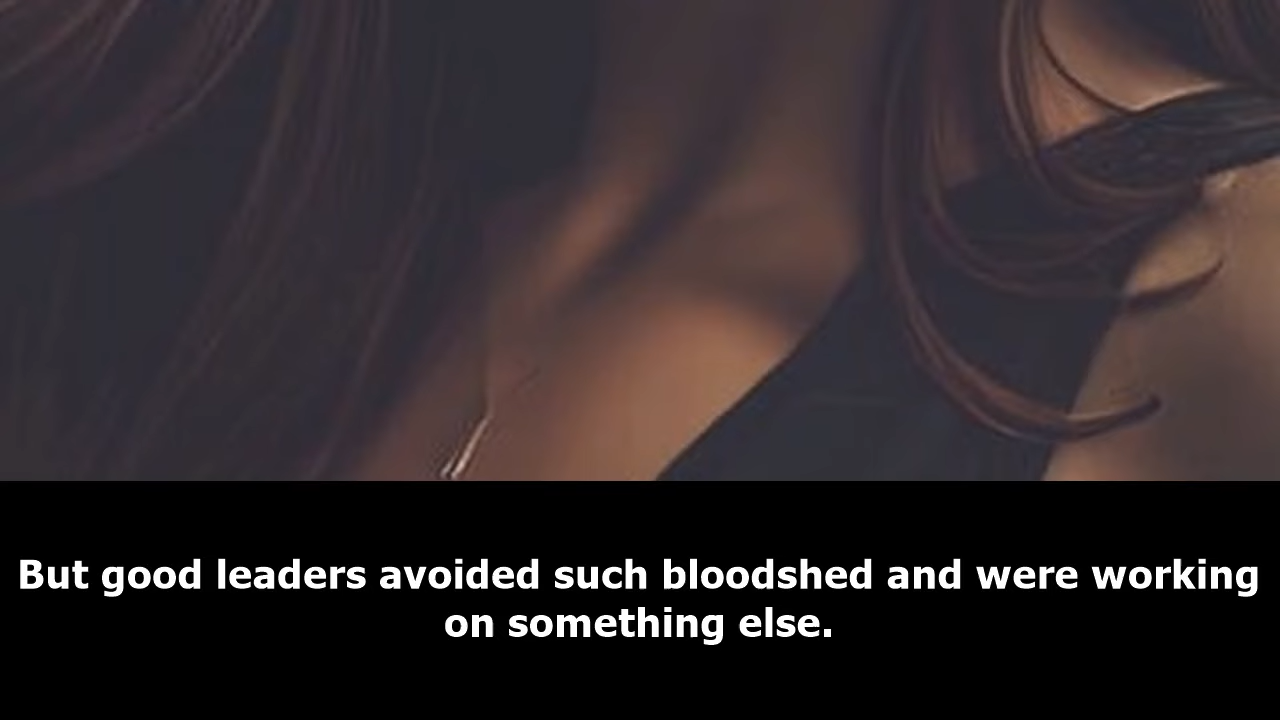 But good leaders avoided such bloodshed and were working
on something else.